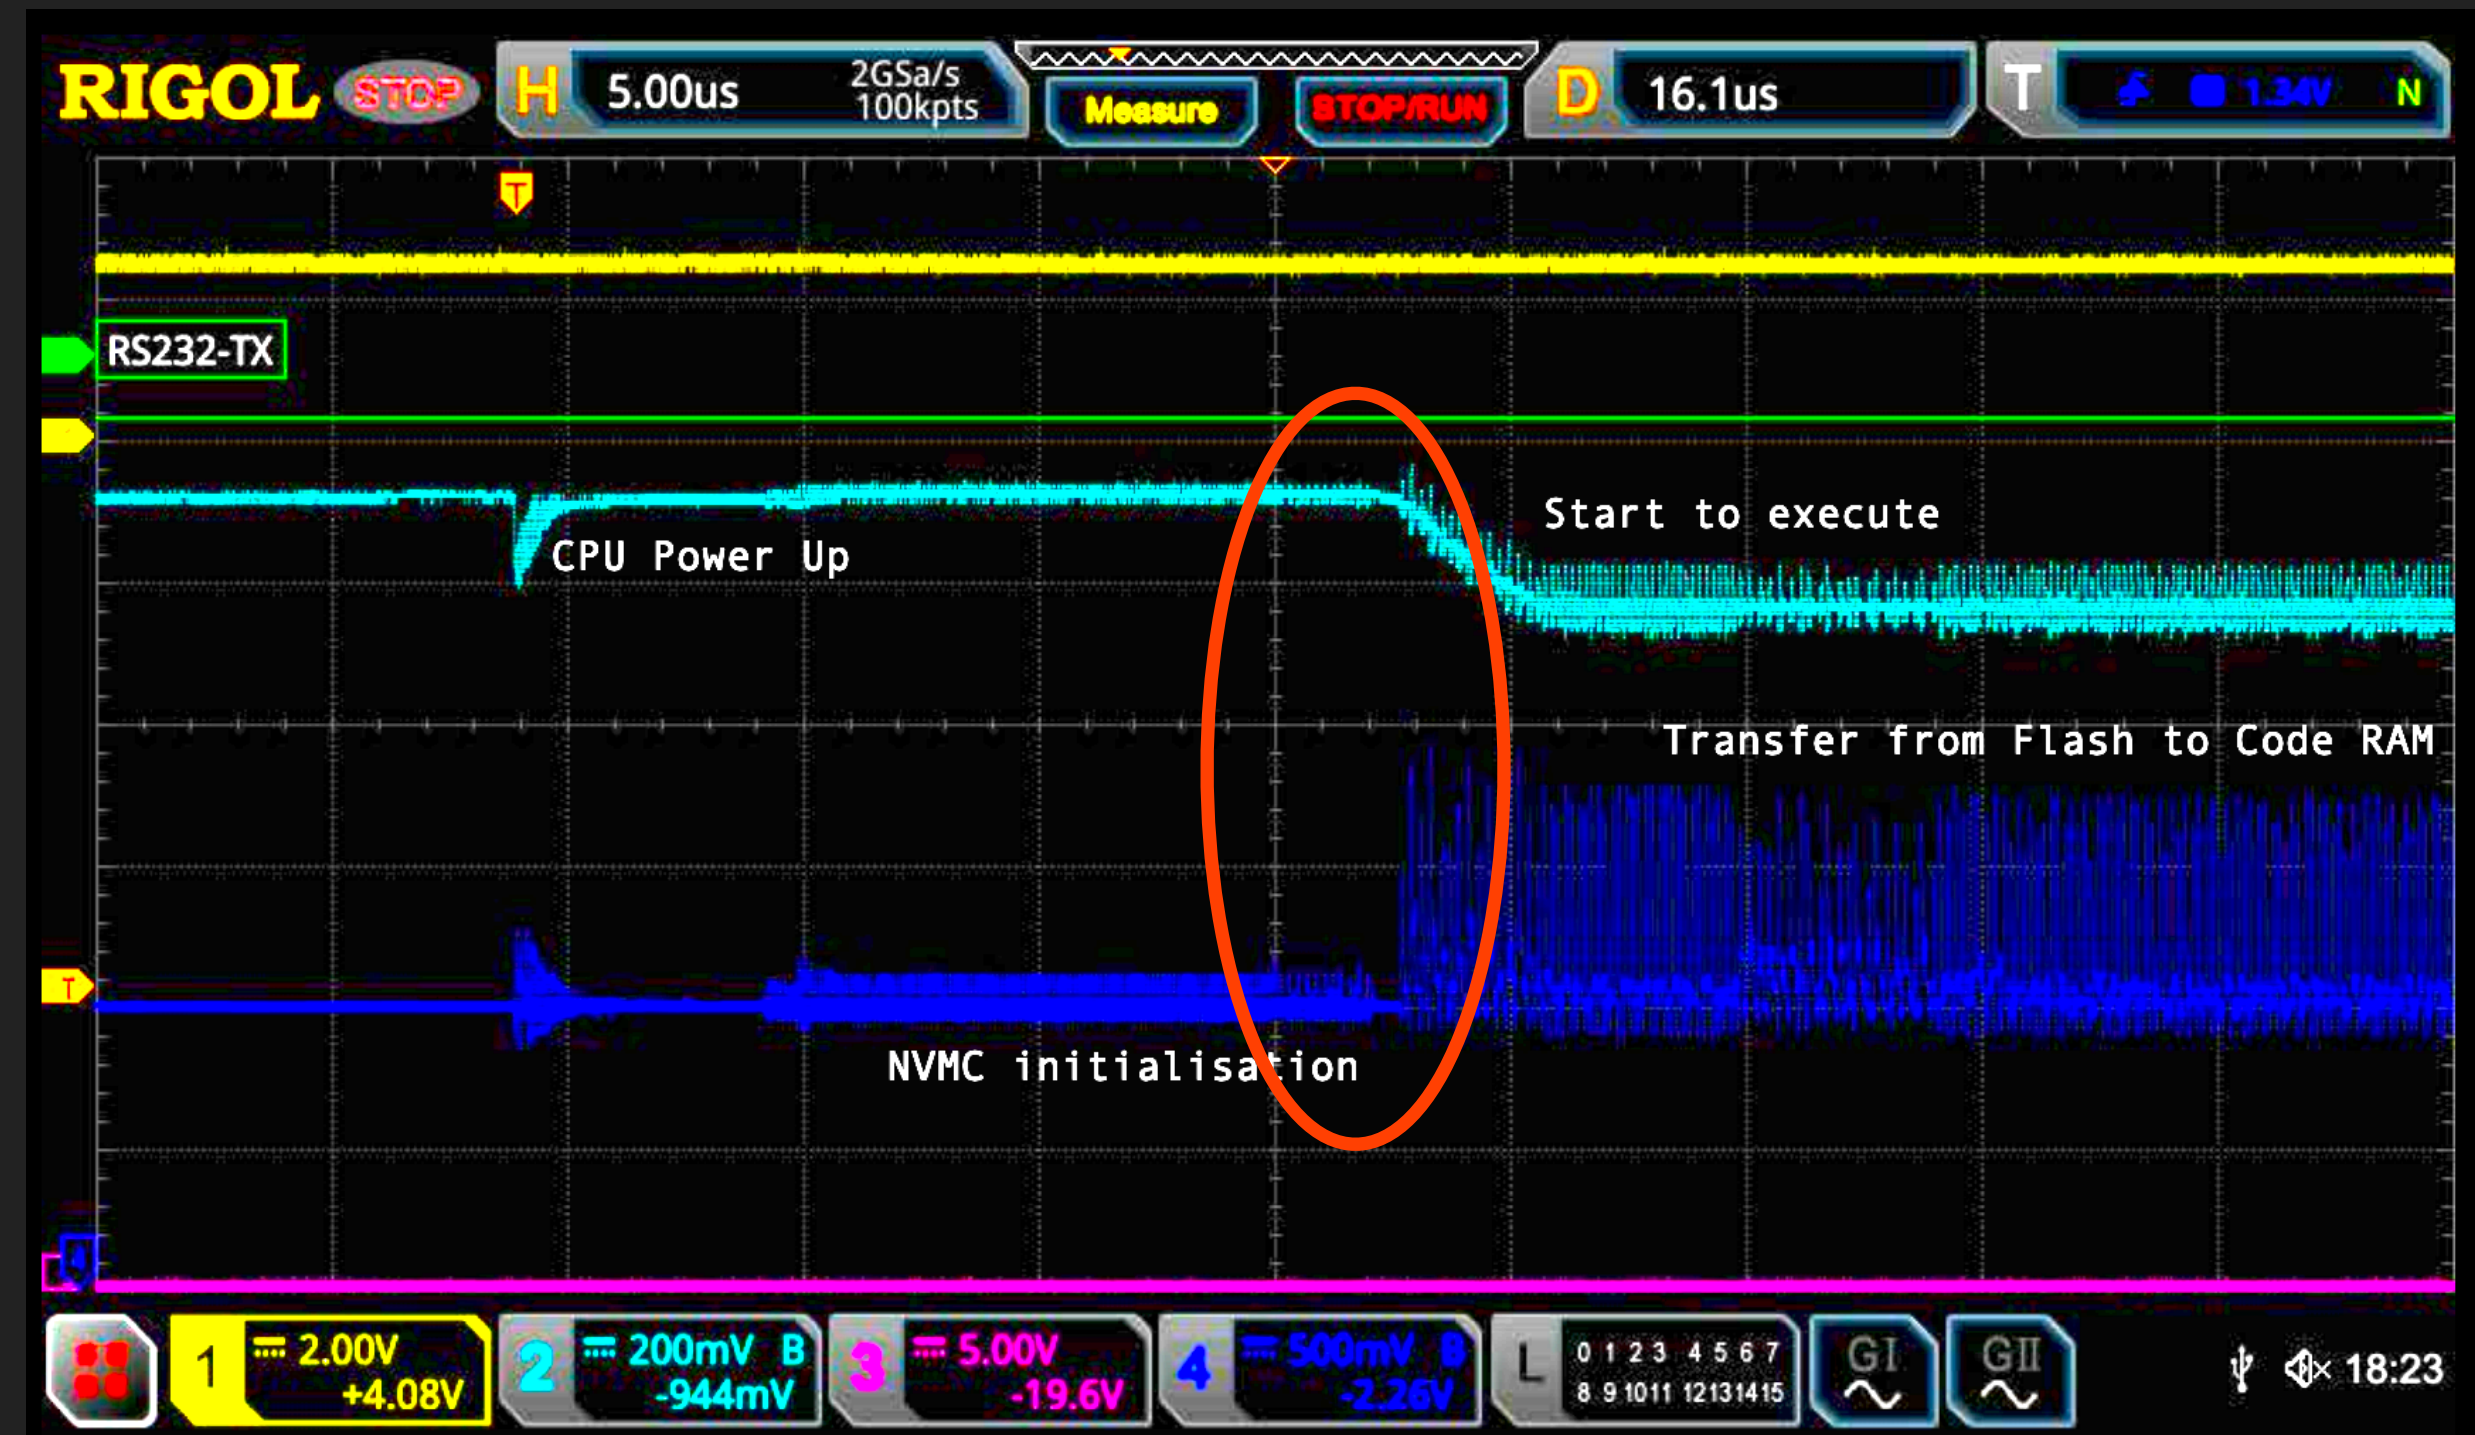 RIGOL STOP H 5.00us 2GSa/s 100kpts Measure STOP/RUN D 16.1us T 1.34V N
T
RS232-TX
Start to execute
CPU Power Up
Transfer from Flash to Code RAM
T
NVMC initialisation
1 2.00V +4.08V
2 200mV B -944mV
3 5.00V -19.6V
4 500mV B -2.26V
L 0 1 2 3 4 5 6 7
8 9 10 11 12 13 14 15
GI GII
18:23